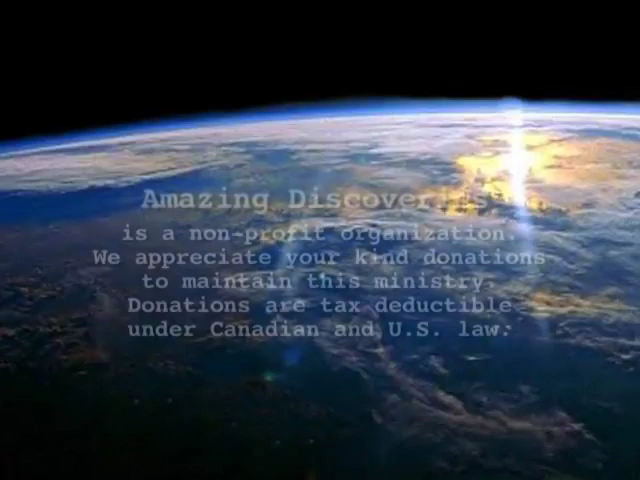 Amazing Discoveries
is a non-profit organization.
We appreciate your kind donations
to maintain this ministry.
Donations are tax deductible
under Canadian and U.S. law.